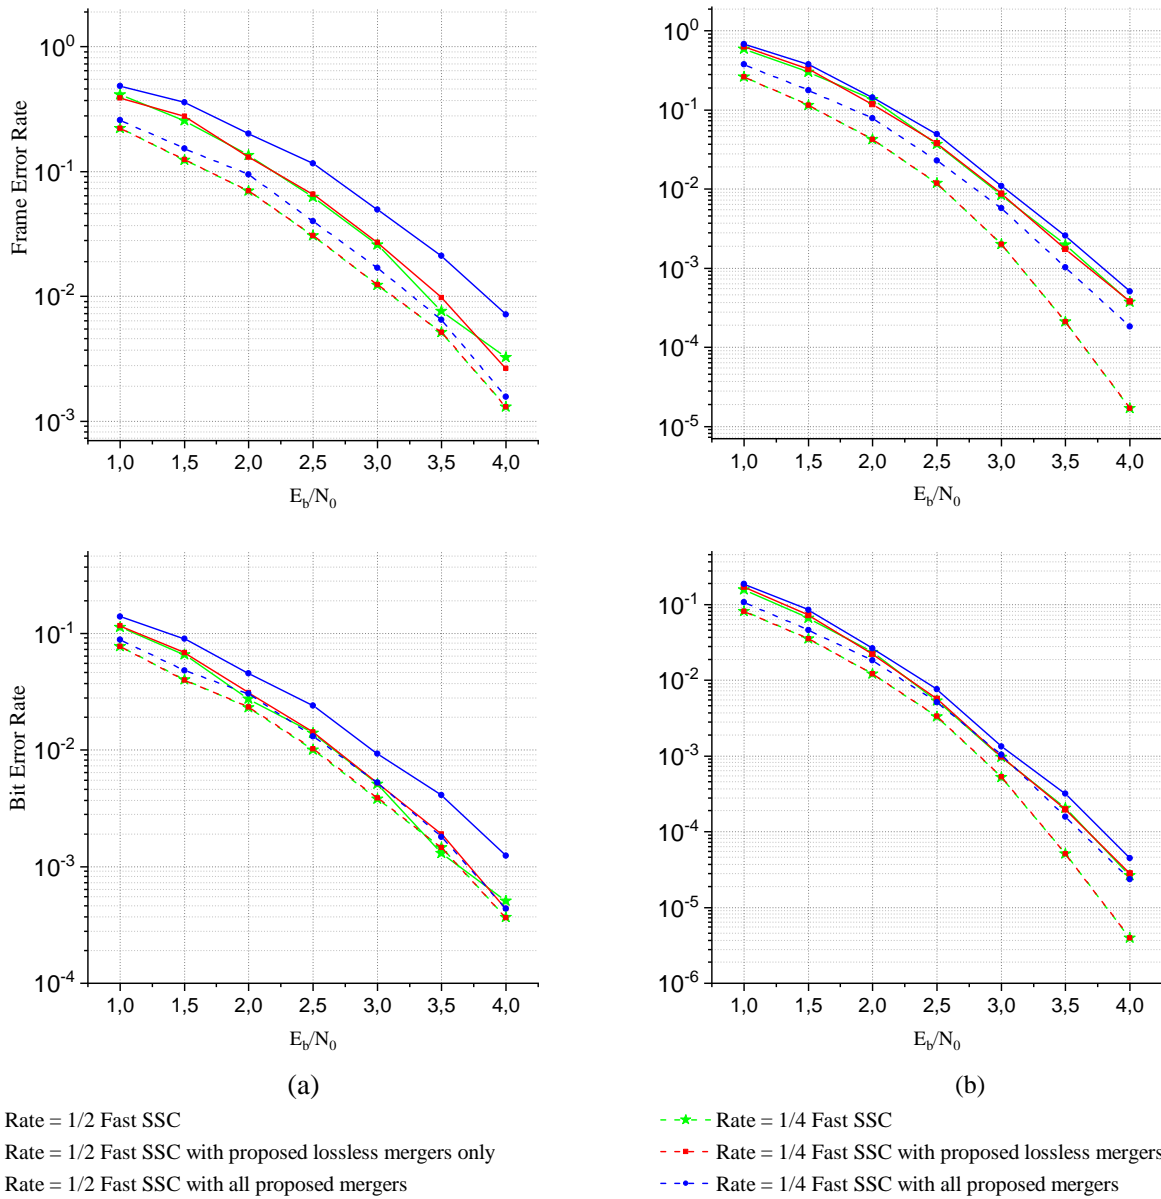 Frame Error Rate
10^0
10^-1
10^-2
10^-3
1,0 1,5 2,0 2,5 3,0 3,5 4,0
E_b/N_0
10^0
10^-1
10^-2
10^-3
10^-4
10^-5
1,0 1,5 2,0 2,5 3,0 3,5 4,0
E_b/N_0
Bit Error Rate
10^-1
10^-2
10^-3
10^-4
1,0 1,5 2,0 2,5 3,0 3,5 4,0
E_b/N_0
(a)
10^-1
10^-2
10^-3
10^-4
10^-5
10^-6
1,0 1,5 2,0 2,5 3,0 3,5 4,0
E_b/N_0
(b)
Rate = 1/2 Fast SSC
Rate = 1/2 Fast SSC with proposed lossless mergers only
Rate = 1/2 Fast SSC with all proposed mergers
Rate = 1/4 Fast SSC
Rate = 1/4 Fast SSC with proposed lossless mergers
Rate = 1/4 Fast SSC with all proposed mergers